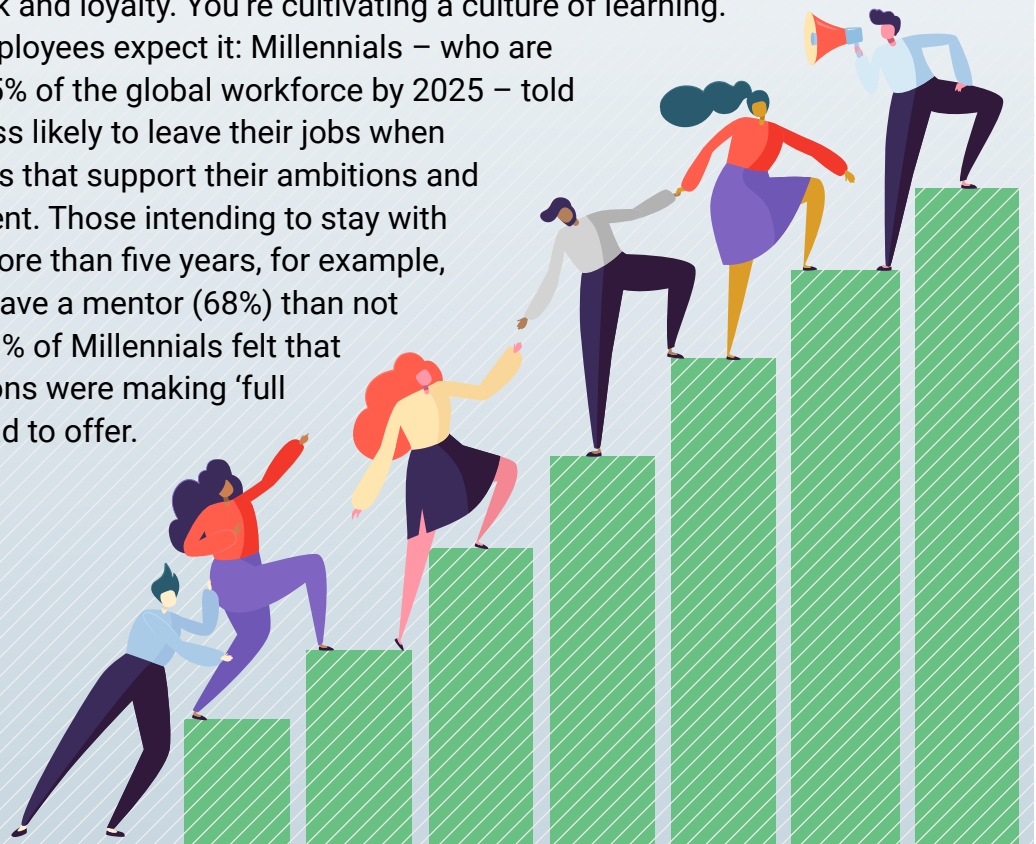 k and loyalty. You're cultivating a culture of learning.
ployees expect it: Millennials – who are
5% of the global workforce by 2025 – told
ss likely to leave their jobs when
s that support their ambitions and
ent. Those intending to stay with
ore than five years, for example,
ave a mentor (68%) than not
% of Millennials felt that
ons were making ‘full
d to offer.